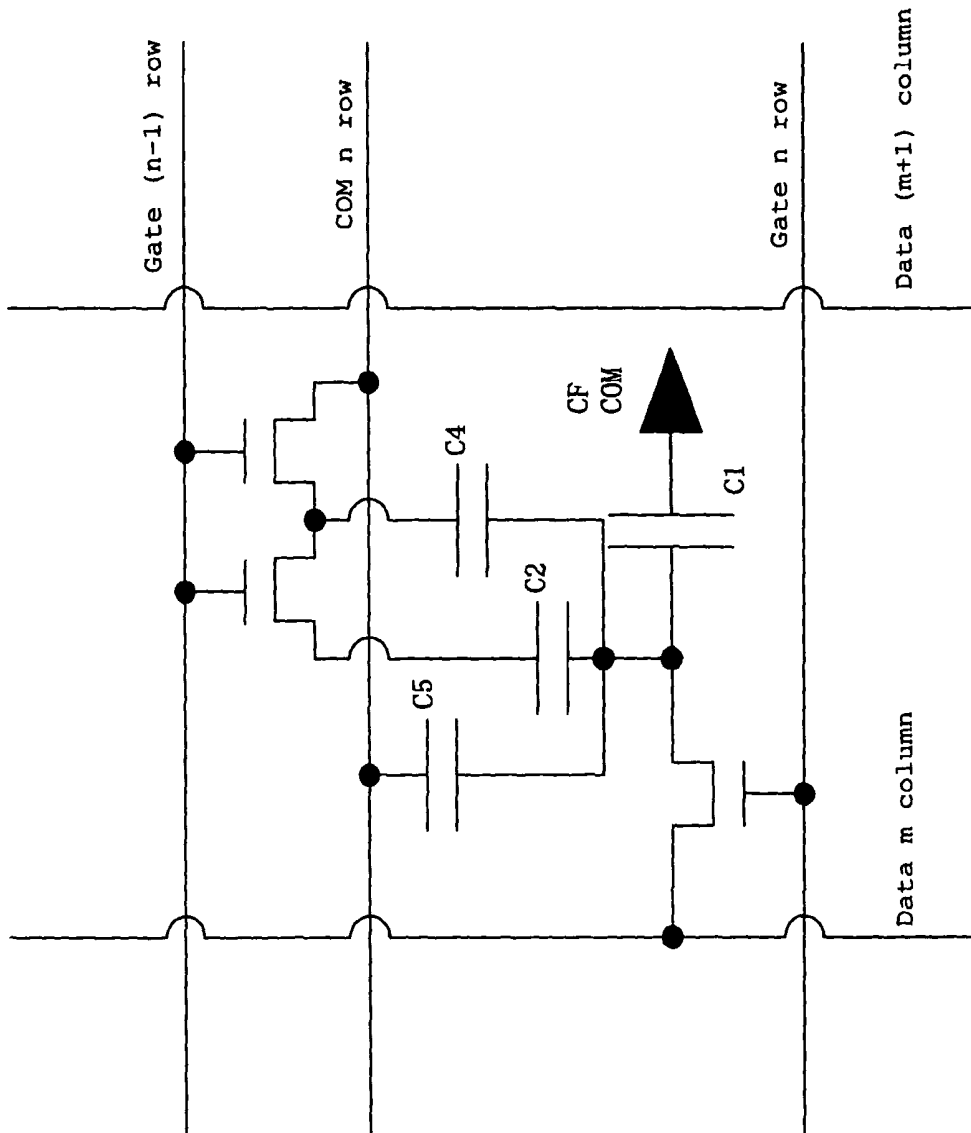 Gate (n-1) row
COM n row
Gate n row
Data (m+1) column
CF
COM
C4
C1
C2
C5
Data m column